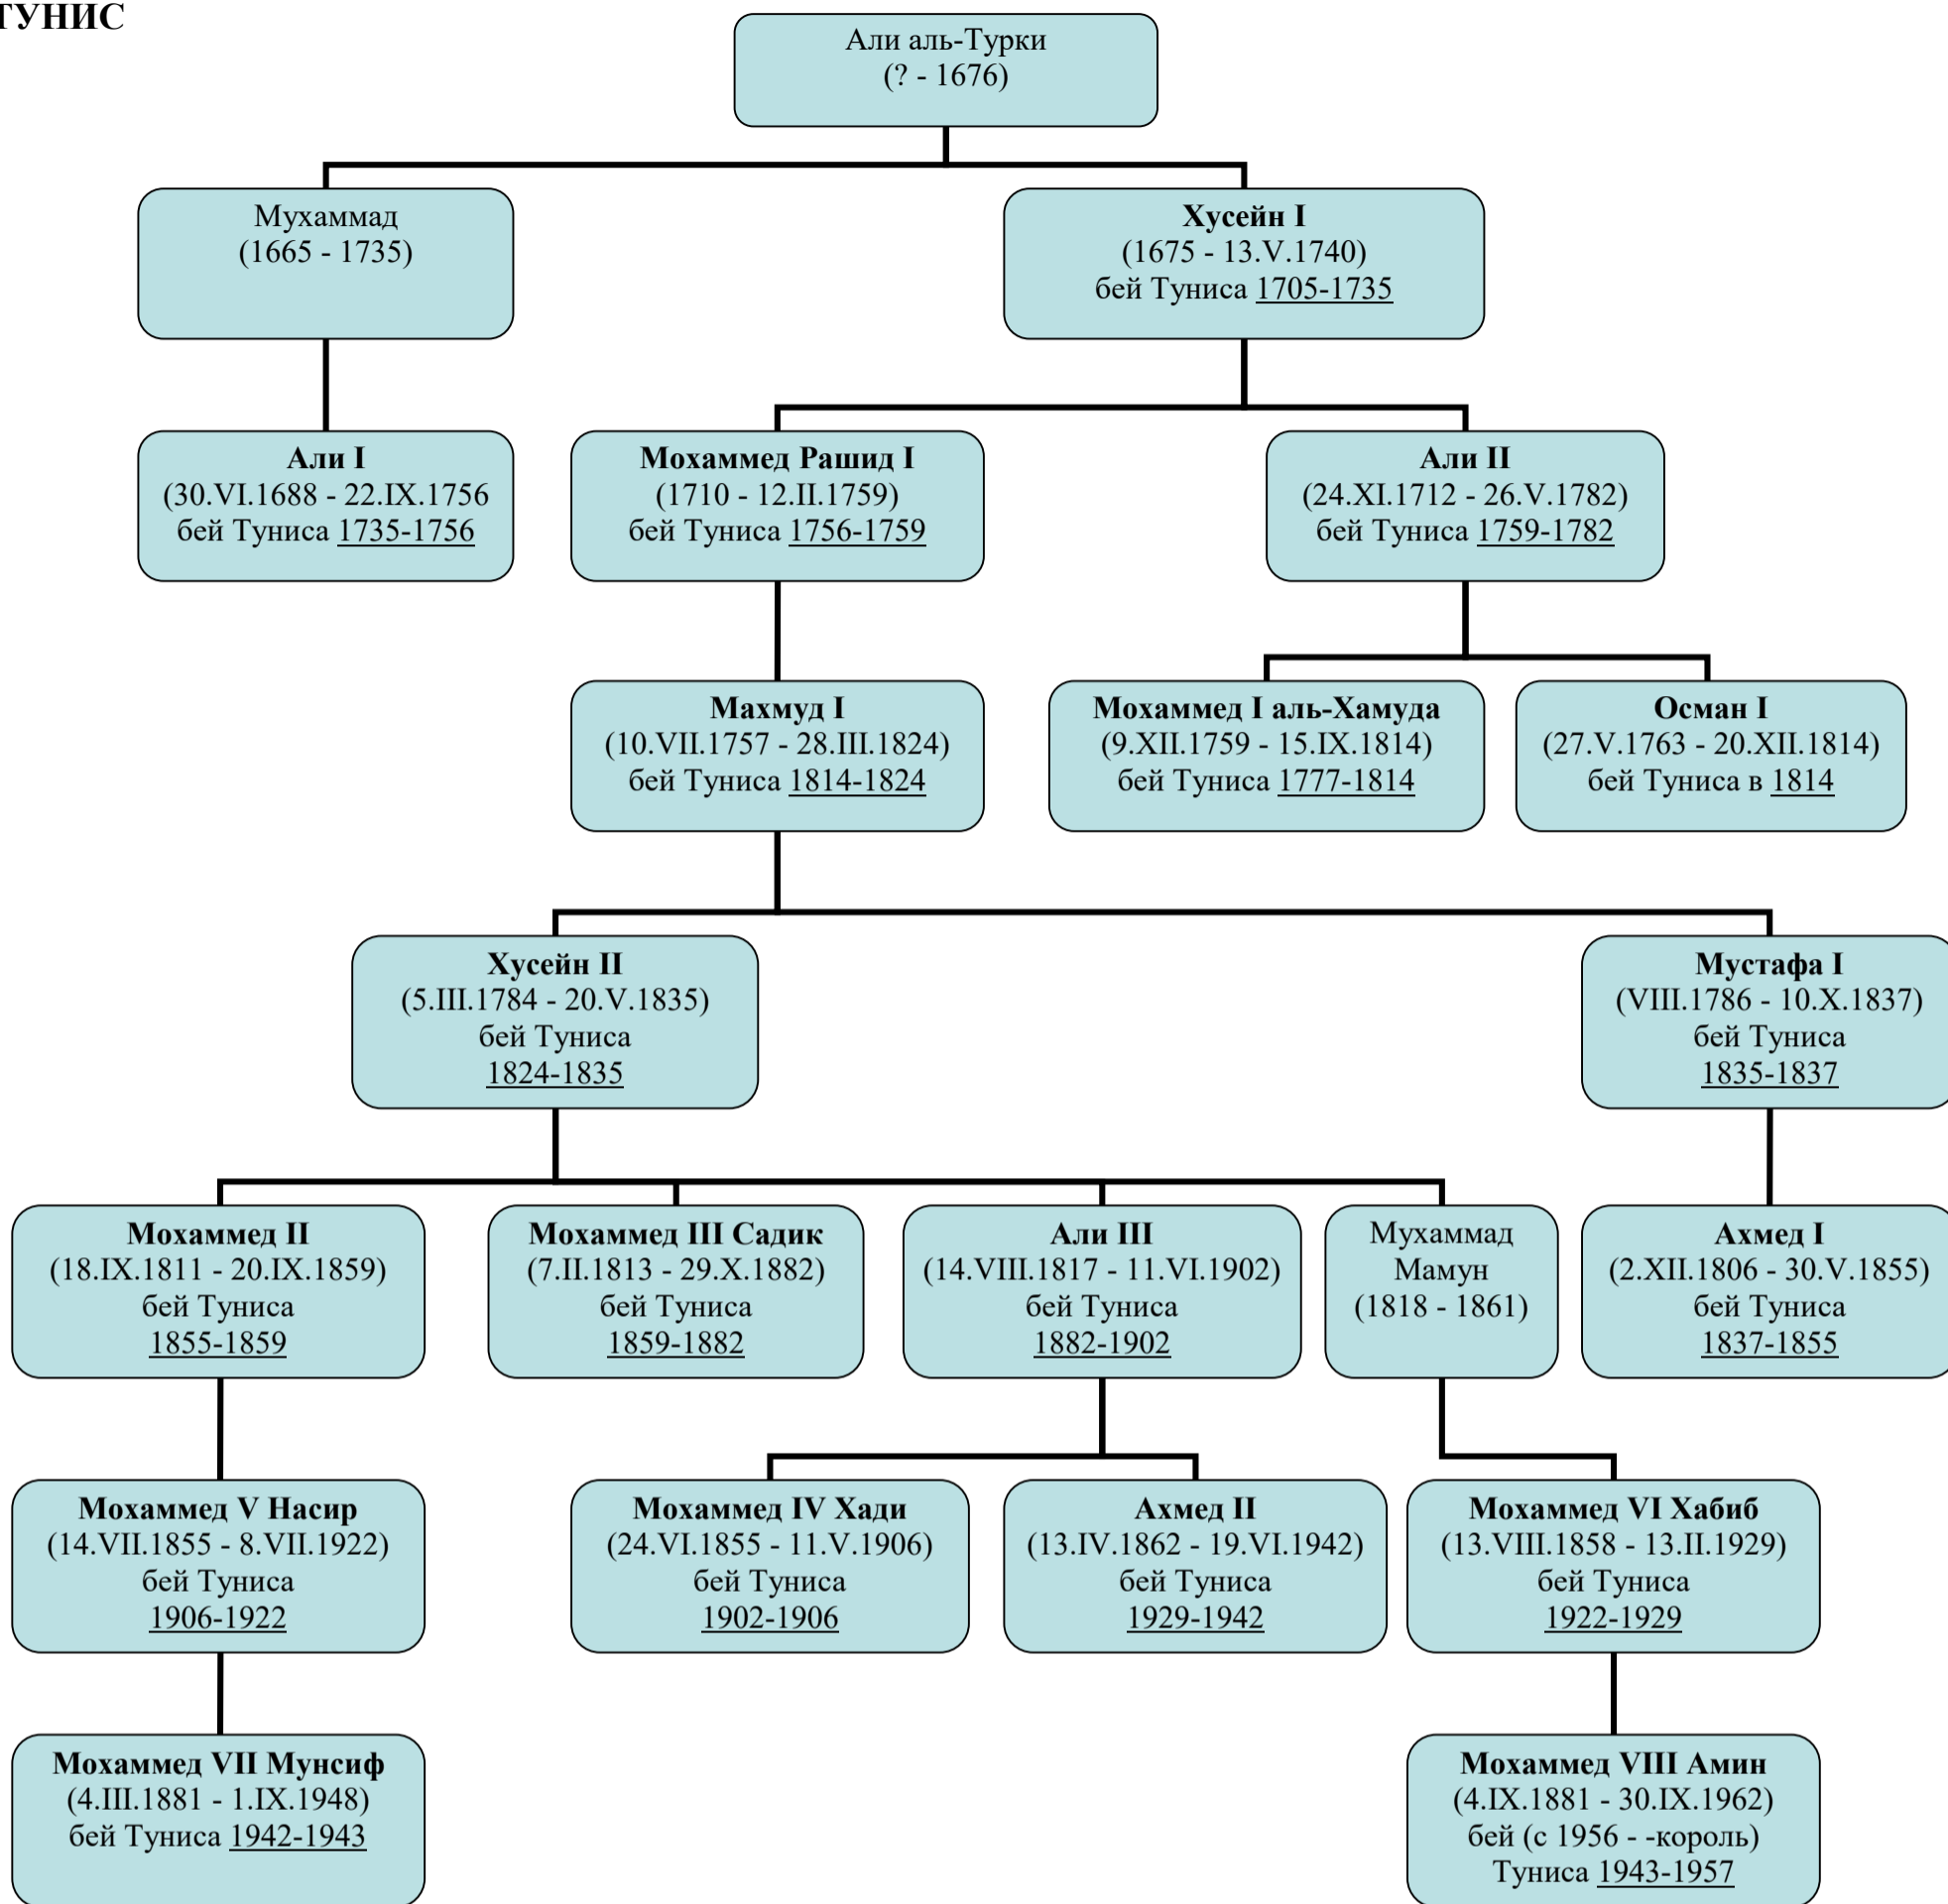 ТУНИС
Али аль-Турки
(? - 1676)
Мухаммад
(1665 - 1735)
Хусейн I
(1675 - 13.V.1740)
бей Туниса 1705-1735
Али I
(30.VI.1688 - 22.IX.1756
бей Туниса 1735-1756
Мохаммед Рашид I
(1710 - 12.II.1759)
бей Туниса 1756-1759
Али II
(24.XI.1712 - 26.V.1782)
бей Туниса 1759-1782
Махмуд I
(10.VII.1757 - 28.III.1824)
бей Туниса 1814-1824
Мохаммед I аль-Хамуда
(9.XII.1759 - 15.IX.1814)
бей Туниса 1777-1814
Осман I
(27.V.1763 - 20.XII.1814)
бей Туниса в 1814
Хусейн II
(5.III.1784 - 20.V.1835)
бей Туниса
1824-1835
Мустафа I
(VIII.1786 - 10.X.1837)
бей Туниса
1835-1837
Мохаммед II
(18.IX.1811 - 20.IX.1859)
бей Туниса
1855-1859
Мохаммед III Садик
(7.II.1813 - 29.X.1882)
бей Туниса
1859-1882
Али III
(14.VIII.1817 - 11.VI.1902)
бей Туниса
1882-1902
Мухаммад
Мамун
(1818 - 1861)
Ахмед I
(2.XII.1806 - 30.V.1855)
бей Туниса
1837-1855
Мохаммед V Насир
(14.VII.1855 - 8.VII.1922)
бей Туниса
1906-1922
Мохаммед IV Хади
(24.VI.1855 - 11.V.1906)
бей Туниса
1902-1906
Ахмед II
(13.IV.1862 - 19.VI.1942)
бей Туниса
1929-1942
Мохаммед VI Хабиб
(13.VIII.1858 - 13.II.1929)
бей Туниса
1922-1929
Мохаммед VII Мунсиф
(4.III.1881 - 1.IX.1948)
бей Туниса 1942-1943
Мохаммед VIII Амин
(4.IX.1881 - 30.IX.1962)
бей (с 1956 - -король)
Туниса 1943-1957